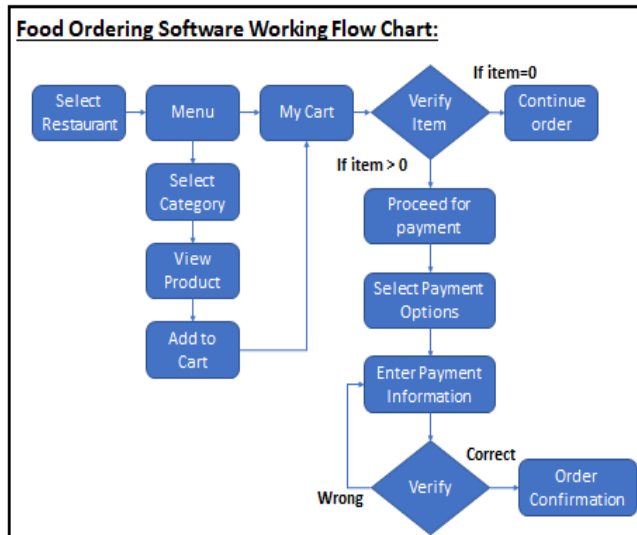 Food Ordering Software Working Flow Chart:
If item=0
Select
Restaurant
Menu
My Cart
Verify
Item
Continue
order
If item > 0
Select
Category
Proceed for
payment
View
Product
Select Payment
Options
Add to
Cart
Enter Payment
Information
Correct
Verify
Wrong
Order
Confirmation